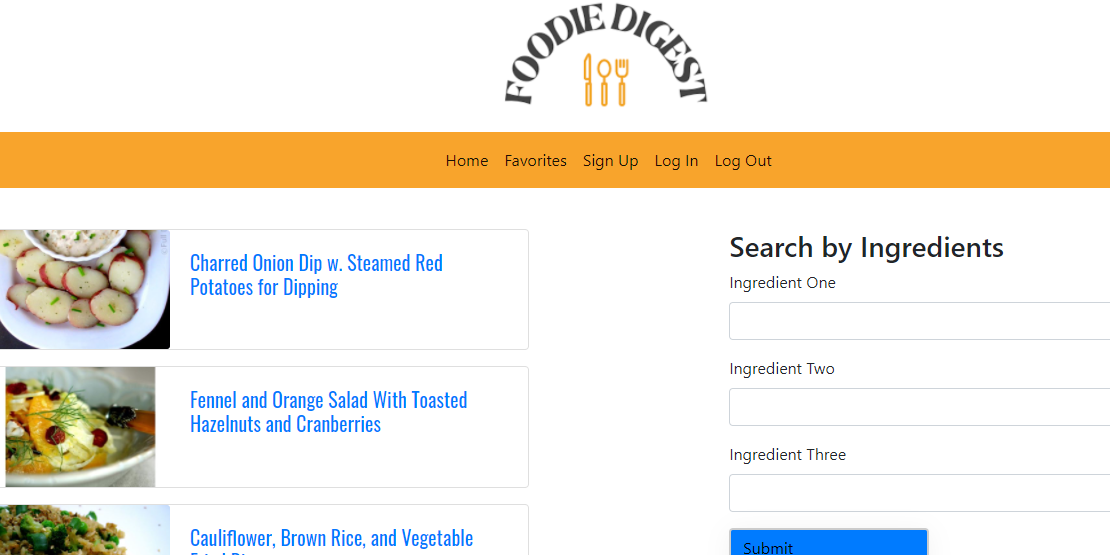 FOODIE DIGEST
Home Favorites Sign Up Log In Log Out
Charred Onion Dip w. Steamed Red
Potatoes for Dipping
Fennel and Orange Salad With Toasted
Hazelnuts and Cranberries
Cauliflower, Brown Rice, and Vegetable
Search by Ingredients
Ingredient One
Ingredient Two
Ingredient Three
Submit